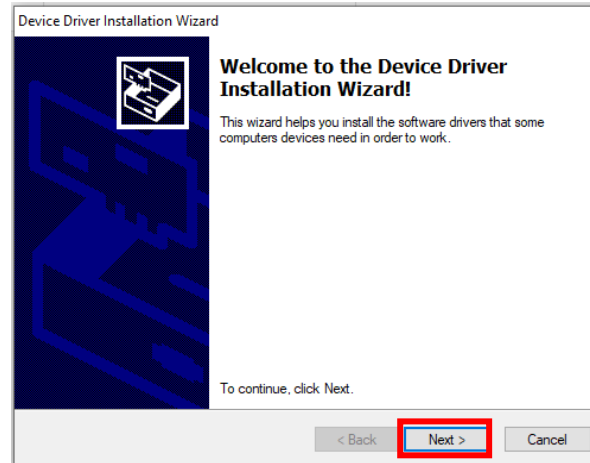 Device Driver Installation Wizard
Welcome to the Device Driver
Installation Wizard!
This wizard helps you install the software drivers that some
computers devices need in order to work.
To continue, click Next.
< Back Next > Cancel